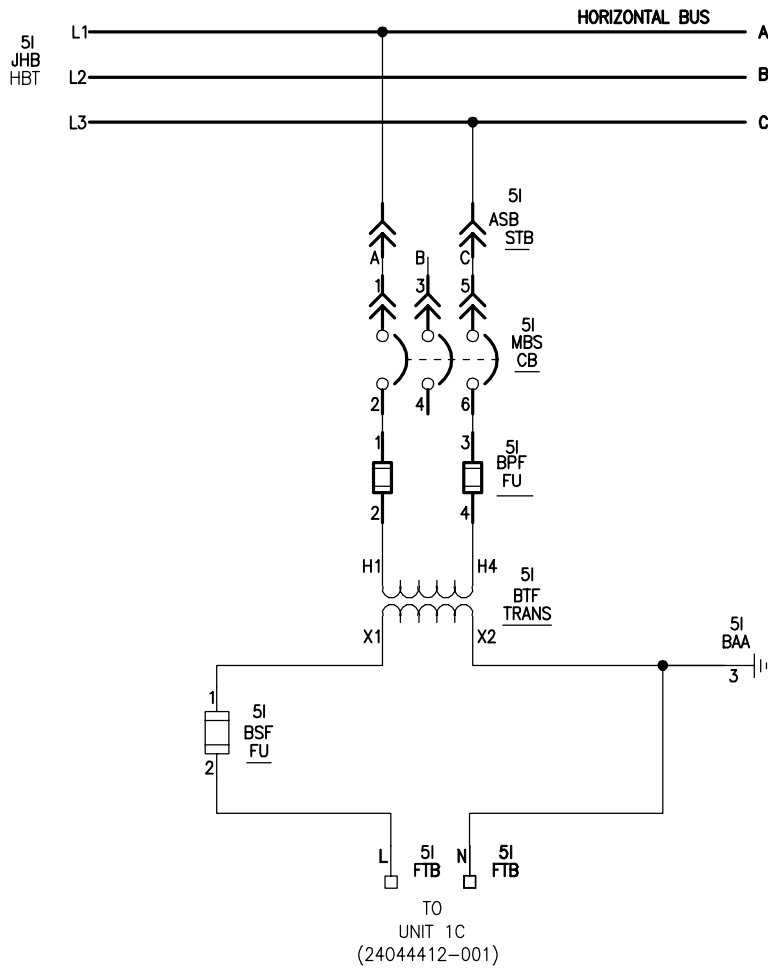 HORIZONTAL BUS
L1 A
5I
JHB
HBT
L2 B
L3 C
5I
ASB
STB
A B C
1 3 5
5I
MBS
CB
2 4 6
1 3
5I
BPF
FU
2 4
H1 H4
5I
BTF
TRANS
X1 X2
5I
BAA
3
1
5I
BSF
FU
2
L 5I N 5I
FTB FTB
TO
UNIT 1C
(24044412-001)